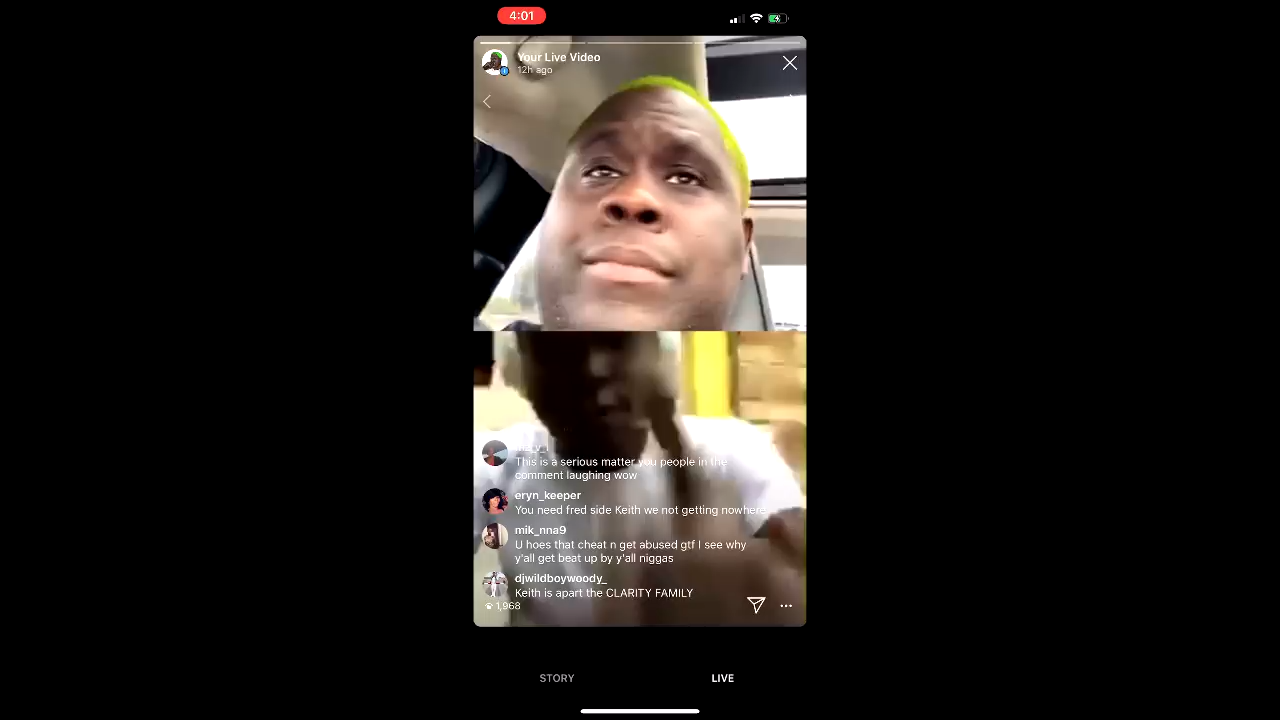 4:01
Your Live Video
12h ago
This is a serious matter you people in the
comment laughing wow
eryn_keeper
You need fred side Keith we not getting nowhere
mik_nna9
U hoes that cheat n get abused gtf I see why
y'all get beat up by y'all niggas
djwildboywoody_
Keith is apart the CLARITY FAMILY
1,968
STORY
LIVE